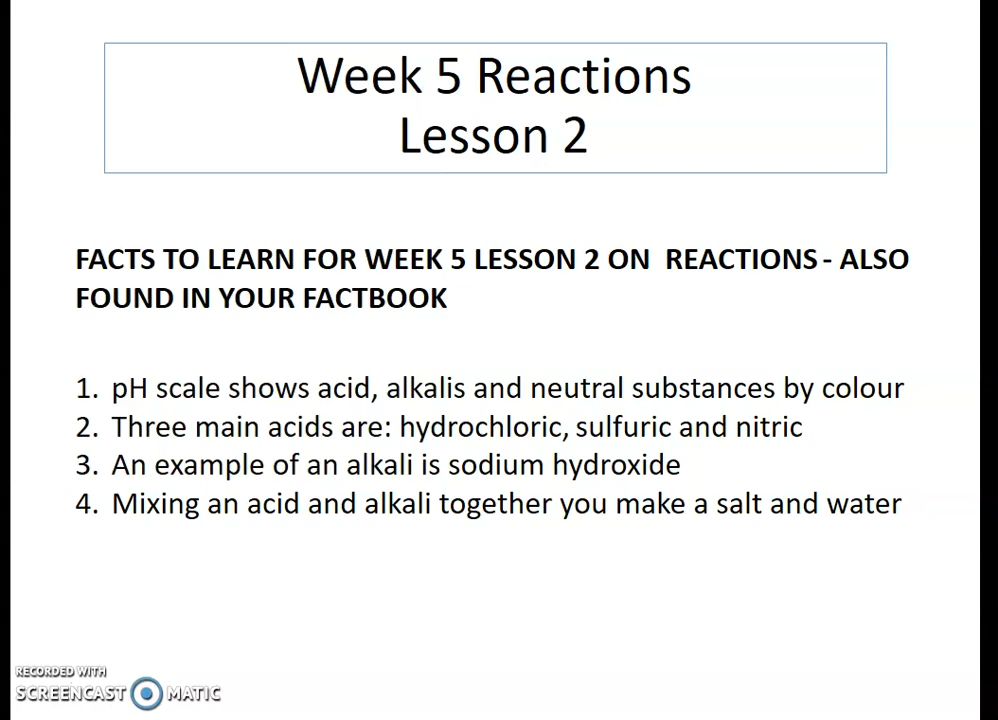 Week 5 Reactions
Lesson 2
FACTS TO LEARN FOR WEEK 5 LESSON 2 ON  REACTIONS - ALSO
FOUND IN YOUR FACTBOOK
1. pH scale shows acid, alkalis and neutral substances by colour
2. Three main acids are: hydrochloric, sulfuric and nitric
3. An example of an alkali is sodium hydroxide
4. Mixing an acid and alkali together you make a salt and water
RECORDED WITH
SCREENCAST MATIC